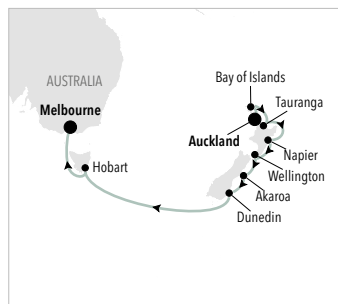 Bay of Islands
AUSTRALIA
Tauranga
Melbourne
Auckland
Napier
Hobart
Wellington
Akaroa
Dunedin